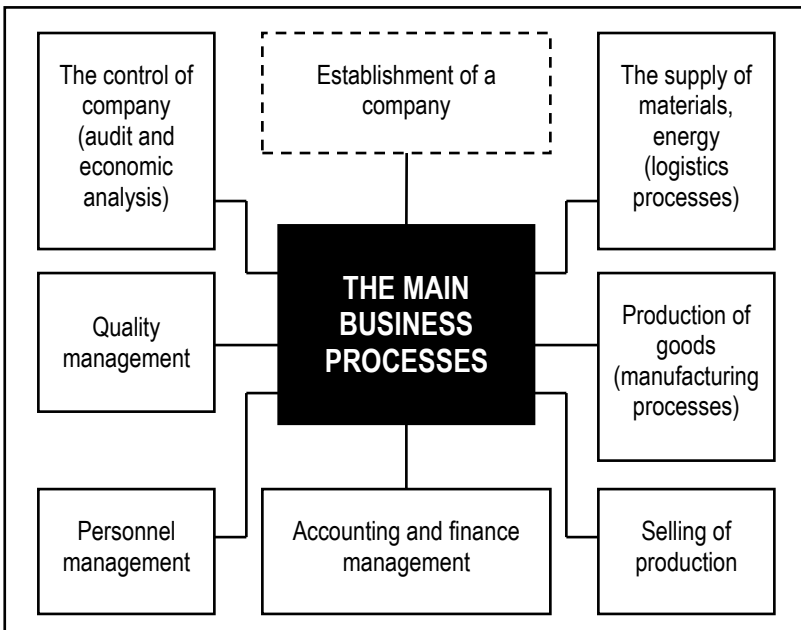 The control of
company
(audit and
economic
analysis)
Establishment of a
company
The supply of
materials,
energy
(logistics
processes)
Quality
management
THE MAIN
BUSINESS
PROCESSES
Production of
goods
(manufacturing
processes)
Personnel
management
Accounting and finance
management
Selling of
production